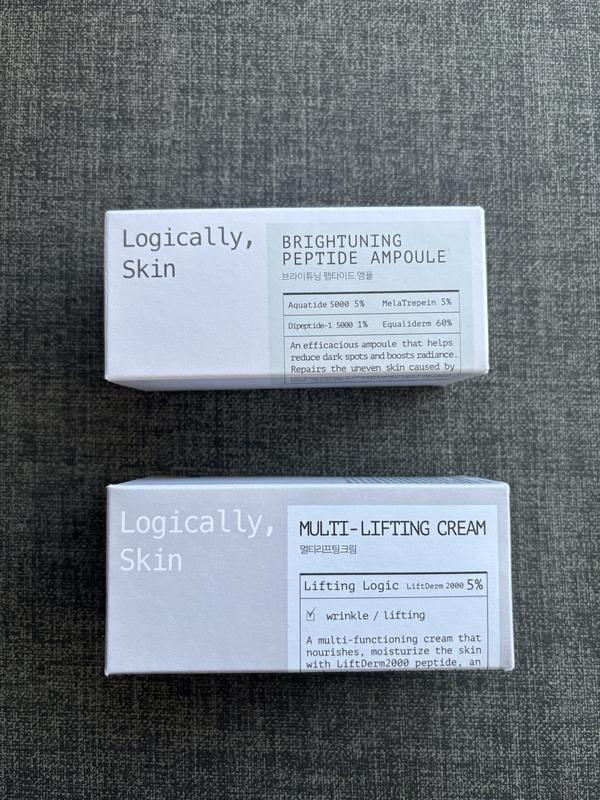 Logically,
Skin
BRIGHTUNING
PEPTIDE AMPOULE
브라이튜닝 펩타이드 앰플
Aquatide 5000 5% MelaTrepein 5%
Dipeptide-1 5000 1% Equaliderm 60%
An efficacious ampoule that helps
reduce dark spots and boosts radiance.
Repairs the uneven skin caused by
Logically,
Skin
MULTI-LIFTING CREAM
멀티리프팅크림
Lifting Logic LiftDerm 2000 5%
wrinkle / lifting
A multi-functioning cream that
nourishes, moisturize the skin
with LiftDerm2000 peptide, an